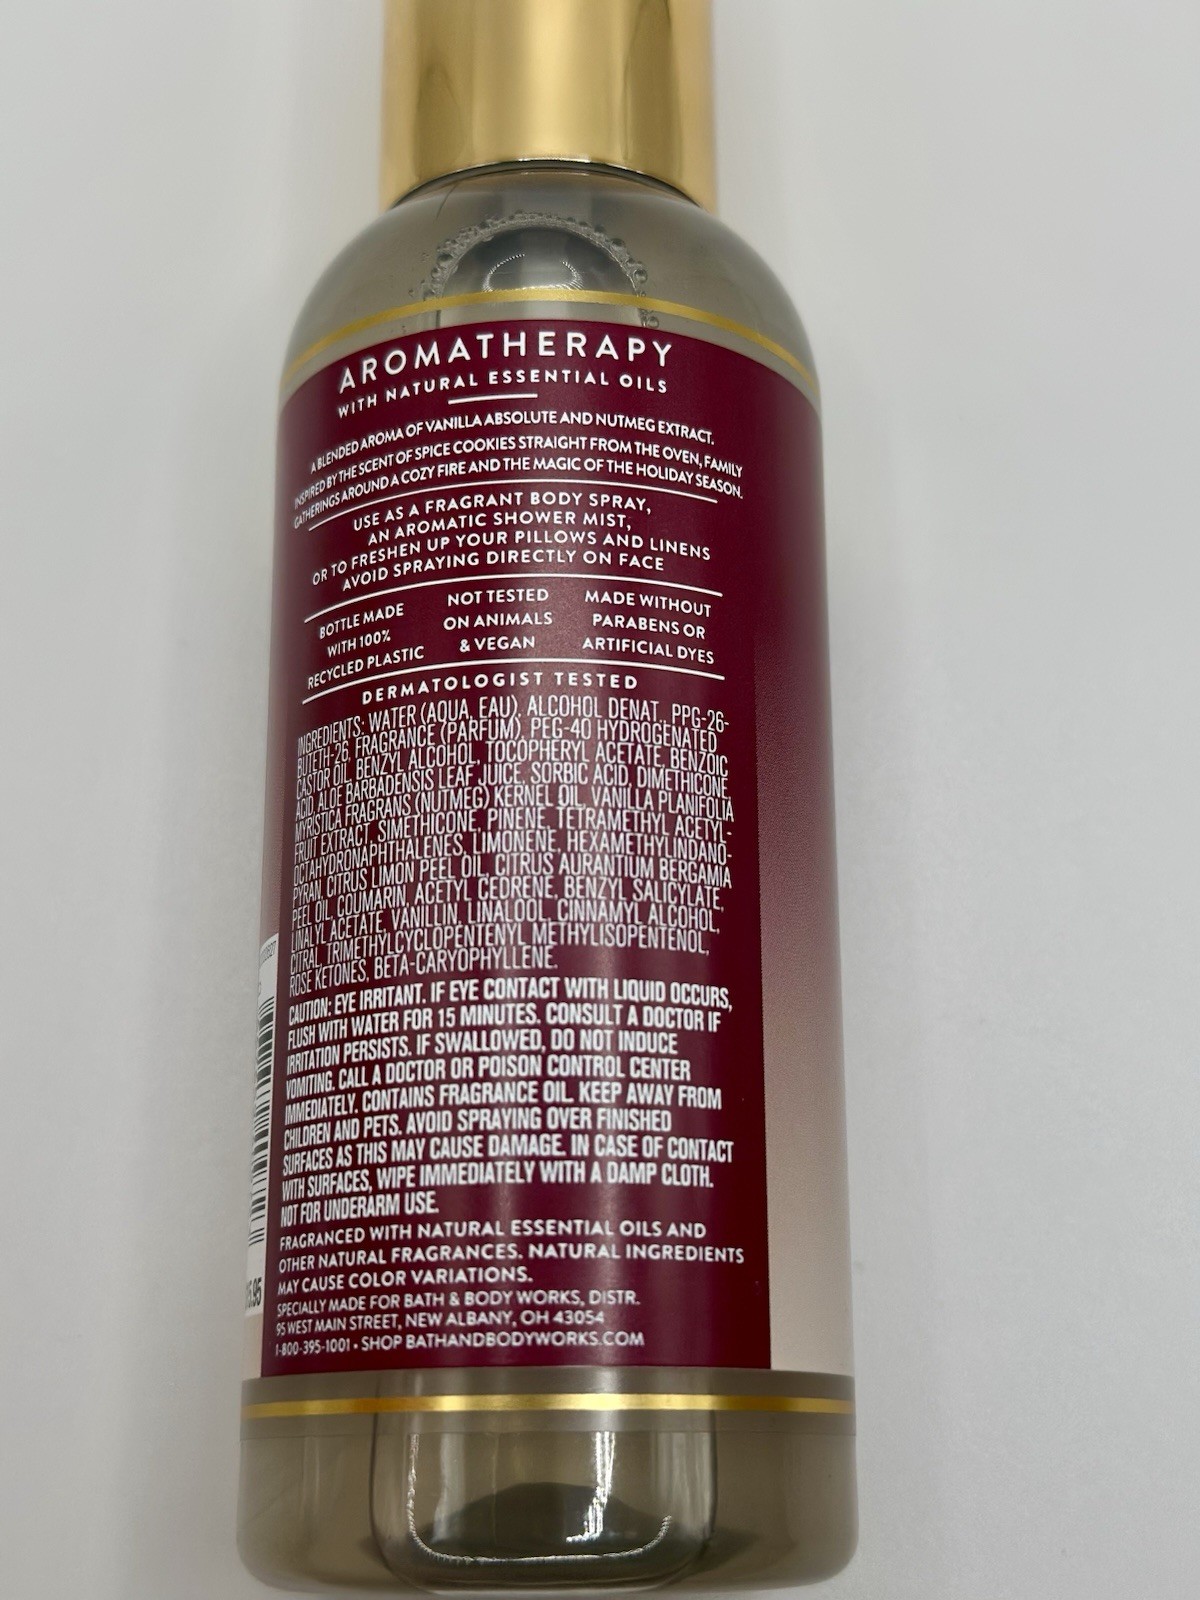 AROMATHERAPY
WITH NATURAL ESSENTIAL OILS
A BLENDED AROMA OF VANILLA ABSOLUTE AND NUTMEG EXTRACT.
INSPIRED BY THE SCENT OF SPICE COOKIES STRAIGHT FROM THE OVEN, FAMILY
GATHERINGS AROUND A COZY FIRE AND THE MAGIC OF THE HOLIDAY SEASON.
USE AS A FRAGRANT BODY SPRAY,
AN AROMATIC SHOWER MIST,
OR TO FRESHEN UP YOUR PILLOWS AND LINENS
AVOID SPRAYING DIRECTLY ON FACE
BOTTLE MADE
WITH 100%
RECYCLED PLASTIC
NOT TESTED
ON ANIMALS
& VEGAN
MADE WITHOUT
PARABENS OR
ARTIFICIAL DYES
DERMATOLOGIST TESTED
INGREDIENTS: WATER (AQUA, EAU), ALCOHOL DENAT., PPG-26-
BUTETH-26, FRAGRANCE (PARFUM), PEG-40 HYDROGENATED
CASTOR OIL, BENZYL ALCOHOL, TOCOPHERYL ACETATE, BENZOIC
ACID, ALOE BARBADENSIS LEAF JUICE, SORBIC ACID, DIMETHICONE,
MYRISTICA FRAGRANS (NUTMEG) KERNEL OIL, VANILLA PLANIFOLIA
FRUIT EXTRACT, SIMETHICONE, PINENE, TETRAMETHYL ACETYL-
OCTAHYDRONAPHTHALENES, LIMONENE, HEXAMETHYLINDANO-
PYRAN, CITRUS LIMON PEEL OIL, CITRUS AURANTIUM BERGAMIA
PEEL OIL, COUMARIN, ACETYL CEDRENE, BENZYL SALICYLATE,
LINALYL ACETATE, VANILLIN, LINALOOL, CINNAMYL ALCOHOL,
CITRAL, TRIMETHYLCYCLOPENTENYL METHYLISOPENTENOL,
ROSE KETONES, BETA-CARYOPHYLLENE.
CAUTION: EYE IRRITANT. IF EYE CONTACT WITH LIQUID OCCURS,
FLUSH WITH WATER FOR 15 MINUTES. CONSULT A DOCTOR IF
IRRITATION PERSISTS. IF SWALLOWED, DO NOT INDUCE
VOMITING. CALL A DOCTOR OR POISON CONTROL CENTER
IMMEDIATELY. CONTAINS FRAGRANCE OIL. KEEP AWAY FROM
CHILDREN AND PETS. AVOID SPRAYING OVER FINISHED
SURFACES AS THIS MAY CAUSE DAMAGE. IN CASE OF CONTACT
WITH SURFACES, WIPE IMMEDIATELY WITH A DAMP CLOTH.
NOT FOR UNDERARM USE.
FRAGRANCED WITH NATURAL ESSENTIAL OILS AND
OTHER NATURAL FRAGRANCES. NATURAL INGREDIENTS
MAY CAUSE COLOR VARIATIONS.
SPECIALLY MADE FOR BATH & BODY WORKS, DISTR.
95 WEST MAIN STREET, NEW ALBANY, OH 43054
1-800-395-1001 • SHOP BATHANDBODYWORKS.COM